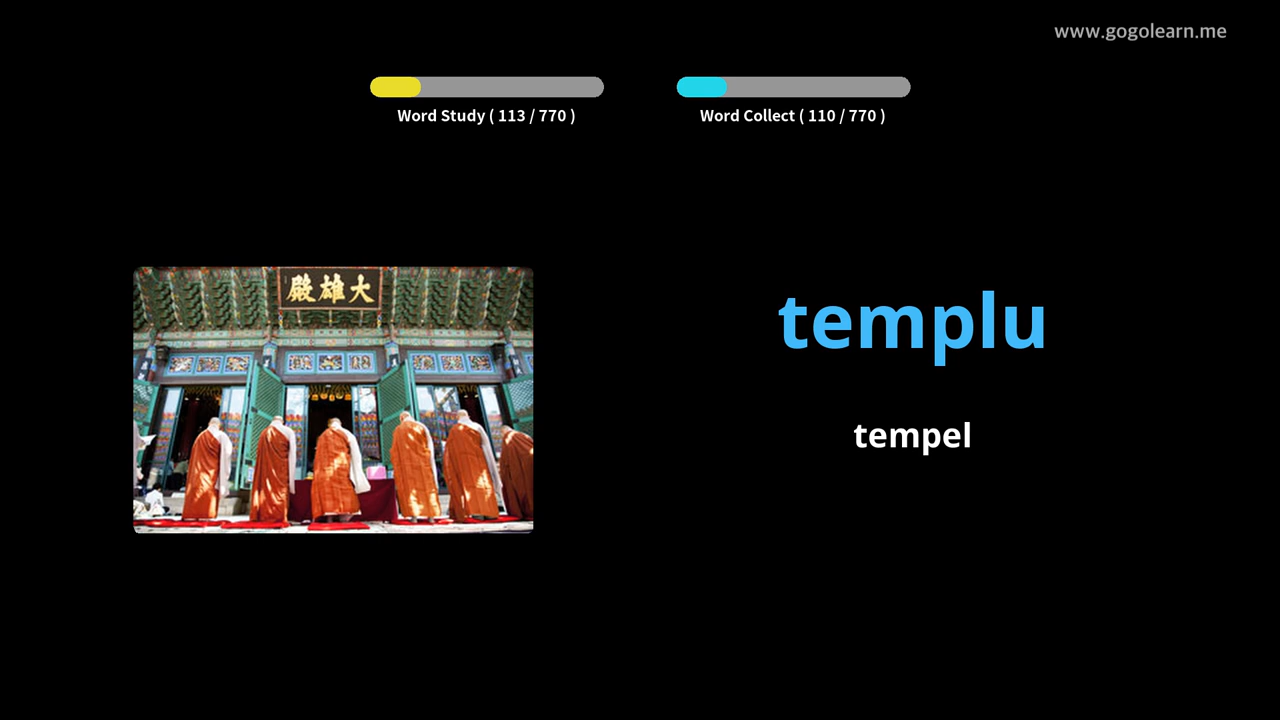 www.gogolearn.me
Word Study ( 113 / 770 )
Word Collect ( 110 / 770 )
殿雄大
templu
tempel